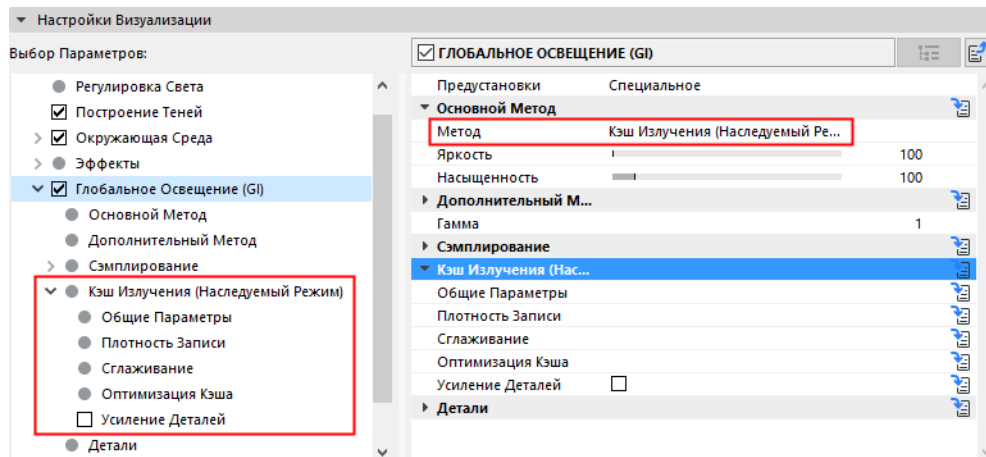 Настройки Визуализации
Выбор Параметров:
Регулировка Света
Построение Теней
Окружающая Среда
Эффекты
Глобальное Освещение (GI)
Основной Метод
Дополнительный Метод
Сэмплирование
Кэш Излучения (Наследуемый Режим)
Общие Параметры
Плотность Записи
Сглаживание
Оптимизация Кэша
Усиление Деталей
Детали
ГЛОБАЛЬНОЕ ОСВЕЩЕНИЕ (GI)
Предустановки Специальное
Основной Метод
Метод Кэш Излучения (Наследуемый Ре...
Яркость 100
Насыщенность 100
Дополнительный М...
Гамма 1
Сэмплирование
Кэш Излучения (Нас...
Общие Параметры
Плотность Записи
Сглаживание
Оптимизация Кэша
Усиление Деталей
Детали